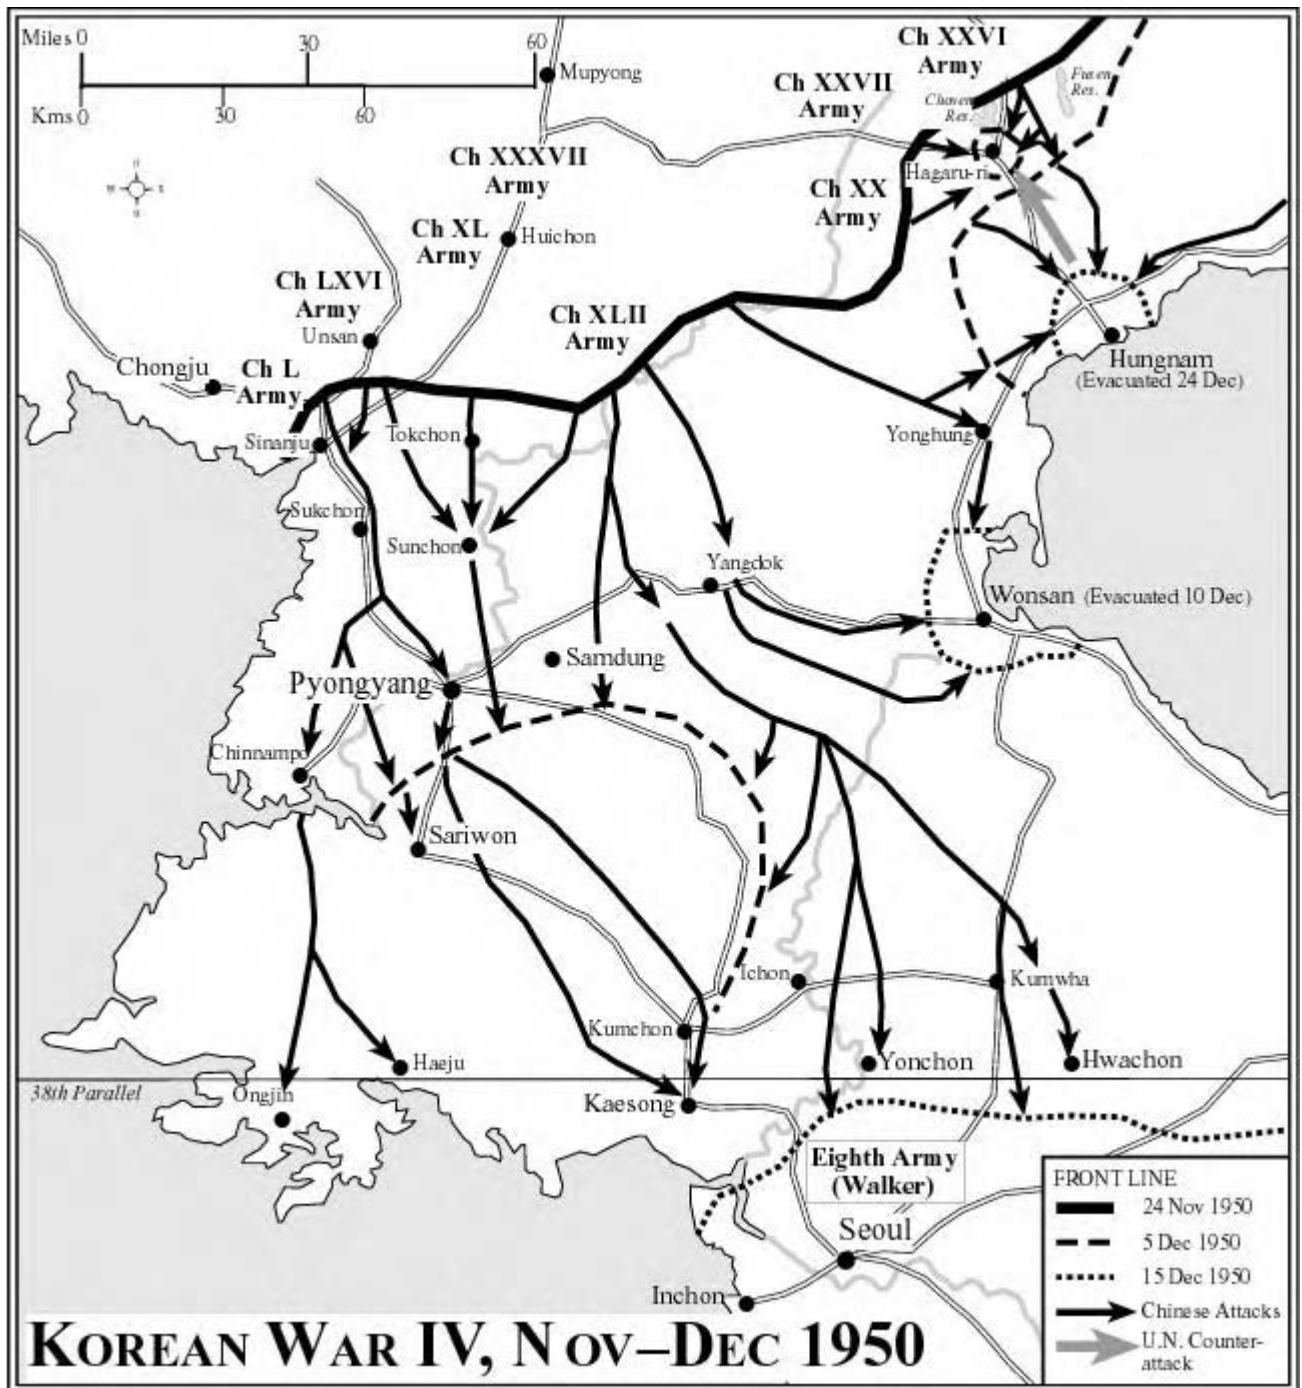 Miles 0 30 60
Kms 0 30 60
Mupyong
Ch XXVI
Army
Ch XXVII
Army
Chosen
Res.
Fusen
Res.
Hagaru-ri
Ch XXXVII
Army
Ch XX
Army
Ch XL
Army
Huichon
Ch LXVI
Army
Unsan
Ch XLII
Army
Chongju
Ch L
Army
Hungnam
(Evacuated 24 Dec)
Sinanju
Tokchon
Yonghung
Sukchon
Sunchon
Yangdok
Wonsan (Evacuated 10 Dec)
Samdung
Pyongyang
Chinnampo
Sariwon
Ichon
Kumwha
Kumchon
Haeju
Yonchon
Hwachon
38th Parallel
Ongjin
Kaesong
Eighth Army
(Walker)
Seoul
Inchon
FRONT LINE
24 Nov 1950
5 Dec 1950
15 Dec 1950
Chinese Attacks
U.N. Counter-
attack
KOREAN WAR IV, NOV–DEC 1950